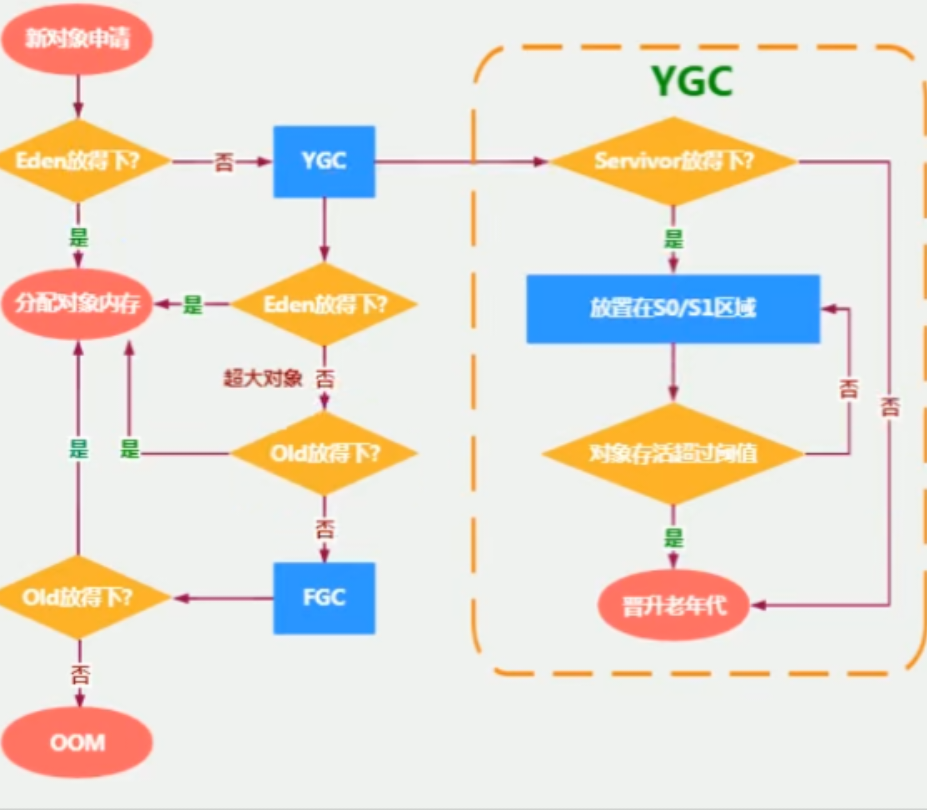 新对象申请
YGC
Eden放得下?
否
YGC
Servivor放得下?
是
是
分配对象内存
是
Eden放得下?
放置在S0/S1区域
超大对象
否
否
否
是
是
Old放得下?
对象存活超过阈值
否
是
Old放得下?
FGC
晋升老年代
否
OOM